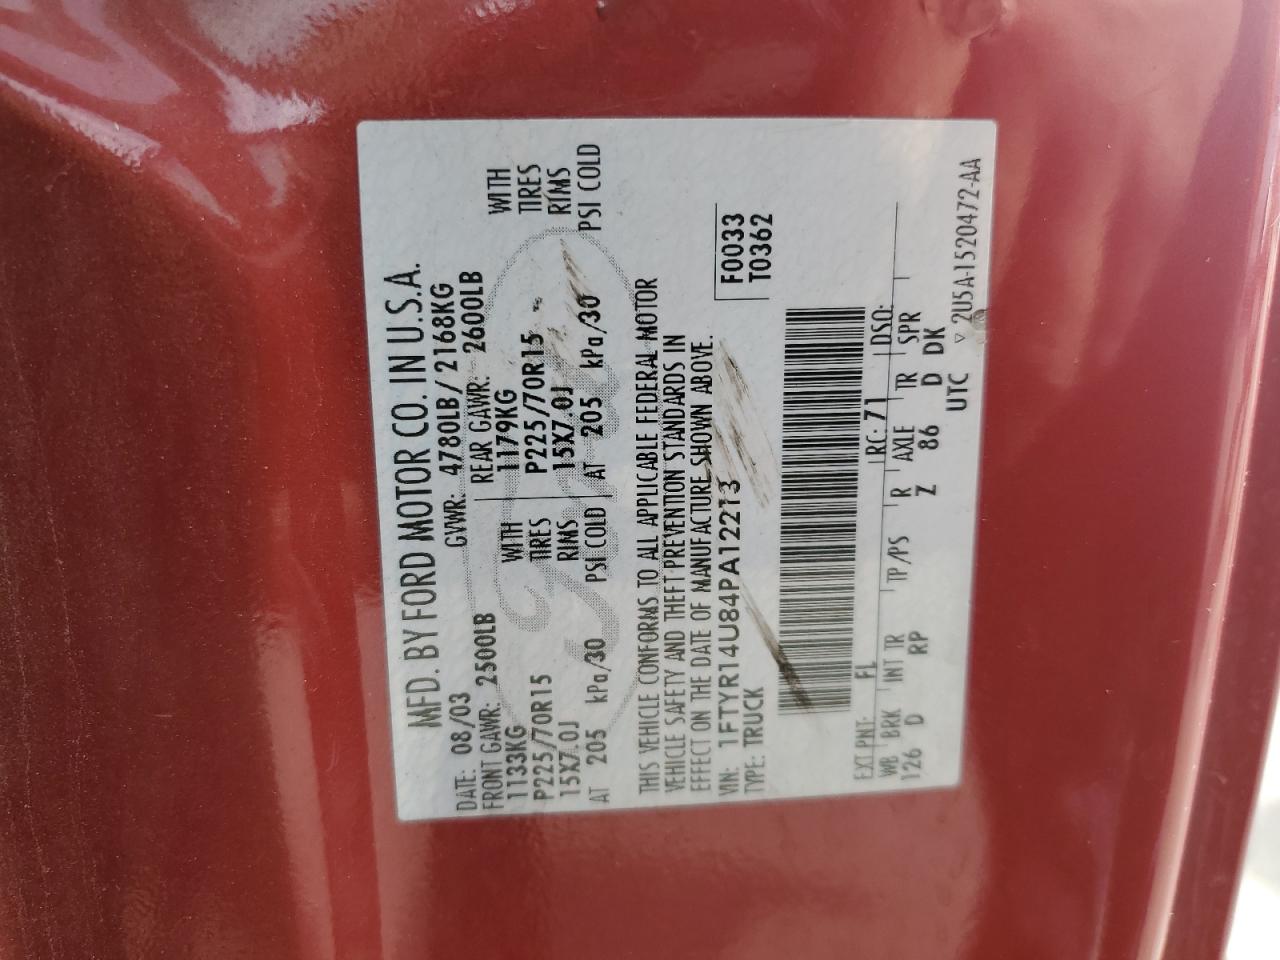 MFD. BY FORD MOTOR CO. IN U.S.A.
DATE: 08/03 GVWR: 4780LB/2168KG
FRONT GAWR: 2500LB REAR GAWR: 2600LB
1133KG WITH 1179KG WITH
P225/70R15 TIRES P225/70R15 TIRES
15X7.0J RIMS 15X7.0J RIMS
AT 205 kPa/30 PSI COLD AT 205 kPa/30 PSI COLD
THIS VEHICLE CONFORMS TO ALL APPLICABLE FEDERAL MOTOR
VEHICLE SAFETY AND THEFT PREVENTION STANDARDS IN
EFFECT ON THE DATE OF MANUFACTURE SHOWN ABOVE.
VIN: 1FTYR14U84PA12213 F0033
TYPE: TRUCK T0362
EXT PNT: FL RC: 71 DSO:
WB BRK INT TR TP/PS R AXLE TR SPR
126 D RP Z 86 D DK
UTC ▽ 2U5A-1520472-AA
Ford